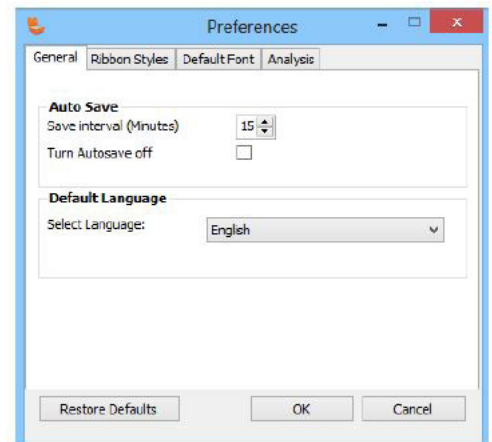 Preferences
General Ribbon Styles Default Font Analysis
Auto Save
Save interval (Minutes) 15
Turn Autosave off
Default Language
Select Language: English
Restore Defaults OK Cancel